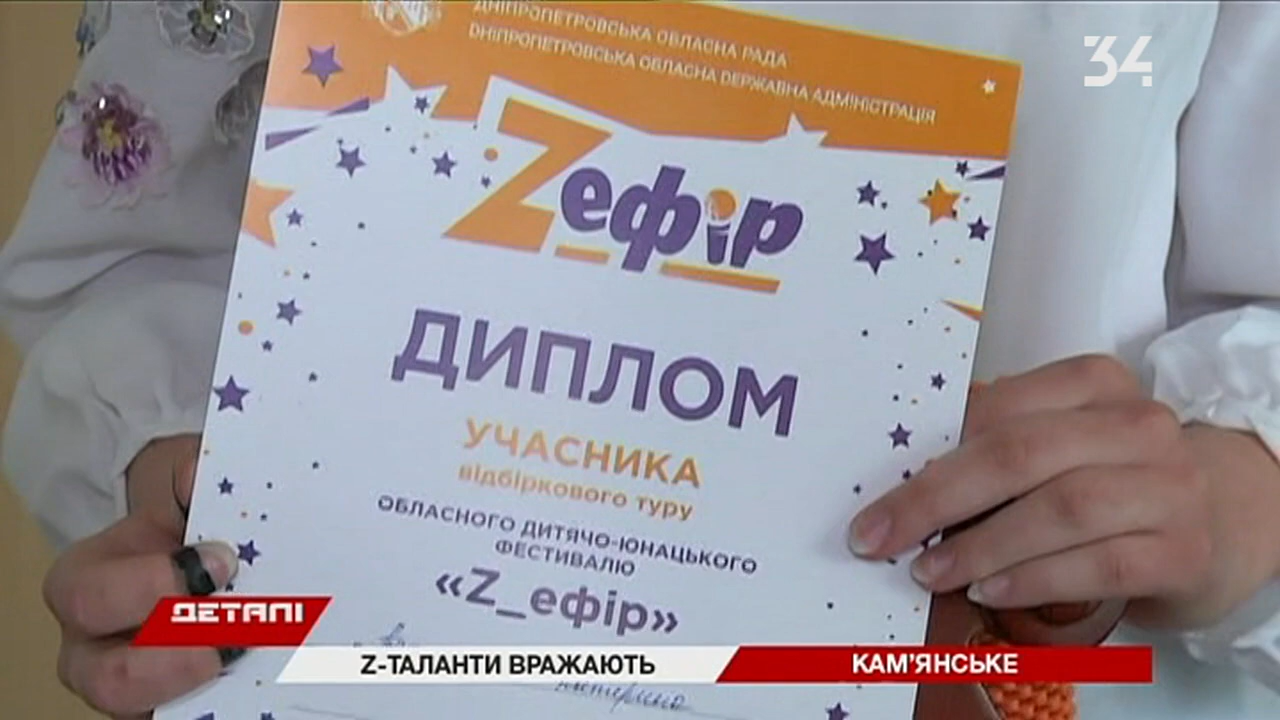 ДНІПРОПЕТРОВСЬКА ОБЛАСНА РАДА
ДНІПРОПЕТРОВСЬКА ОБЛАСНА ДЕРЖАВНА АДМІНІСТРАЦІЯ
34
Zефір
ДИПЛОМ
УЧАСНИКА
відбіркового туру
ОБЛАСНОГО ДИТЯЧО-ЮНАЦЬКОГО
ФЕСТИВАЛЮ
«Z_ефір»
ДЕТАЛІ
Z-ТАЛАНТИ ВРАЖАЮТЬ
КАМ'ЯНСЬКЕ